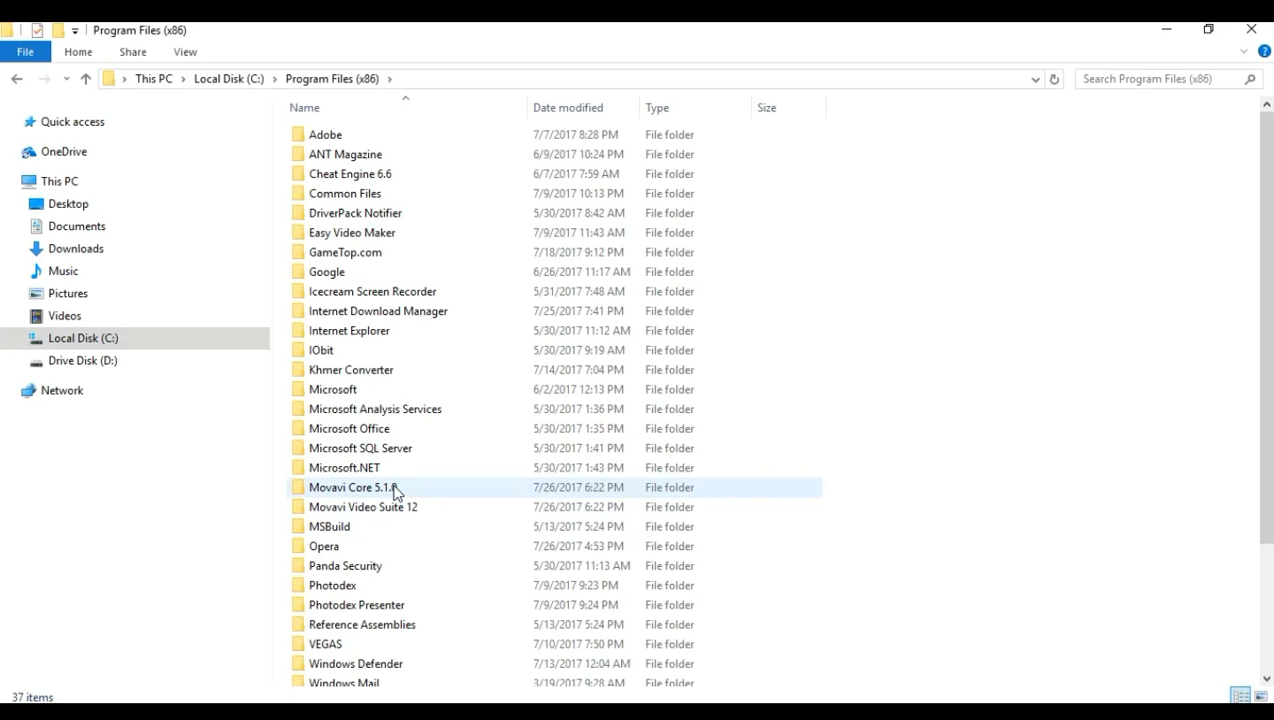 Program Files (x86)
File Home Share View
This PC Local Disk (C:) Program Files (x86) Search Program Files (x86)
Name Date modified Type Size
Quick access
OneDrive
This PC
Desktop
Documents
Downloads
Music
Pictures
Videos
Local Disk (C:)
Drive Disk (D:)
Network
Adobe 7/7/2017 8:28 PM File folder
ANT Magazine 6/9/2017 10:24 PM File folder
Cheat Engine 6.6 6/7/2017 7:59 AM File folder
Common Files 7/9/2017 10:13 PM File folder
DriverPack Notifier 5/30/2017 8:42 AM File folder
Easy Video Maker 7/9/2017 11:43 AM File folder
GameTop.com 7/18/2017 9:12 PM File folder
Google 6/26/2017 11:17 AM File folder
Icecream Screen Recorder 5/31/2017 7:48 AM File folder
Internet Download Manager 7/25/2017 7:41 PM File folder
Internet Explorer 5/30/2017 11:12 AM File folder
IObit 5/30/2017 9:19 AM File folder
Khmer Converter 7/14/2017 7:04 PM File folder
Microsoft 6/2/2017 12:13 PM File folder
Microsoft Analysis Services 5/30/2017 1:36 PM File folder
Microsoft Office 5/30/2017 1:35 PM File folder
Microsoft SQL Server 5/30/2017 1:41 PM File folder
Microsoft.NET 5/30/2017 1:43 PM File folder
Movavi Core 7/26/2017 6:22 PM File folder
Movavi Video Suite 12 7/26/2017 6:22 PM File folder
MSBuild 5/13/2017 5:24 PM File folder
Opera 7/26/2017 4:53 PM File folder
Panda Security 5/30/2017 11:13 AM File folder
Photodex 7/9/2017 9:23 PM File folder
Photodex Presenter 7/9/2017 9:24 PM File folder
Reference Assemblies 5/13/2017 5:24 PM File folder
VEGAS 7/10/2017 7:50 PM File folder
Windows Defender 7/13/2017 12:04 AM File folder
Windows Mail 3/19/2017 9:28 AM File folder
37 items